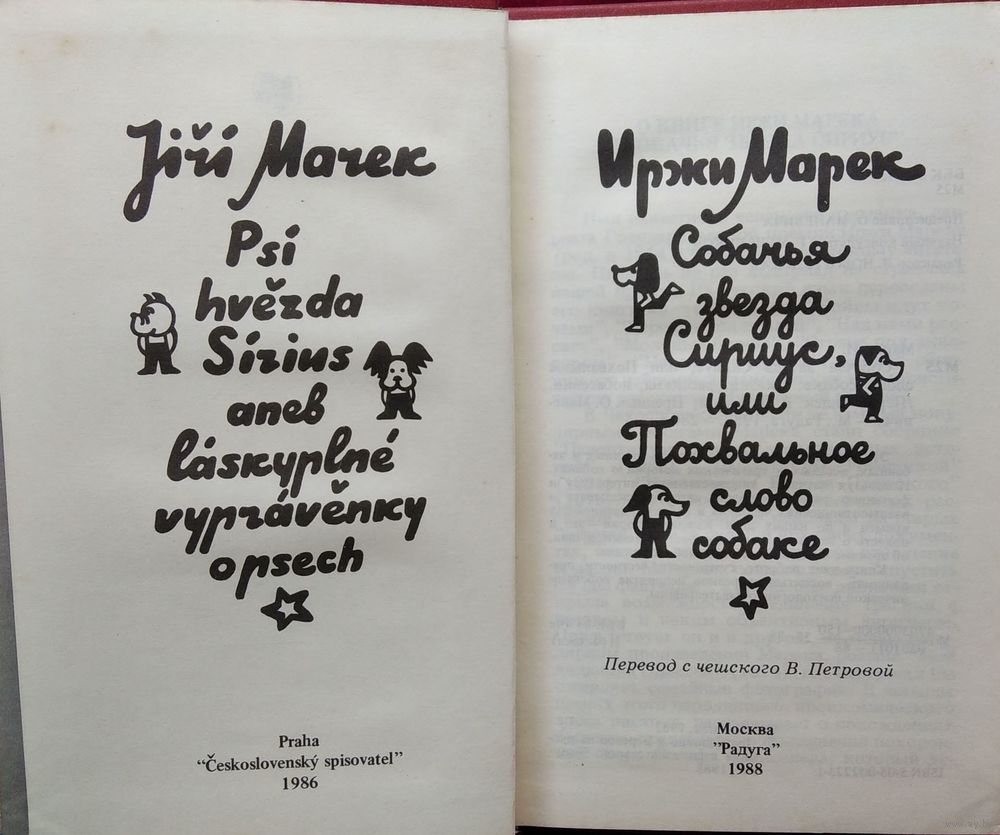 Jiří Marek
Psí
hvězda
Sírius
aneb
láskyplné
vyprávěnky
o psech
Praha
"Československý spisovatel"
1986
Иржи Марек
Собачья
звезда
Сириус,
или
Похвальное
слово
собаке
Перевод с чешского В. Петровой
Москва
"Радуга"
1988